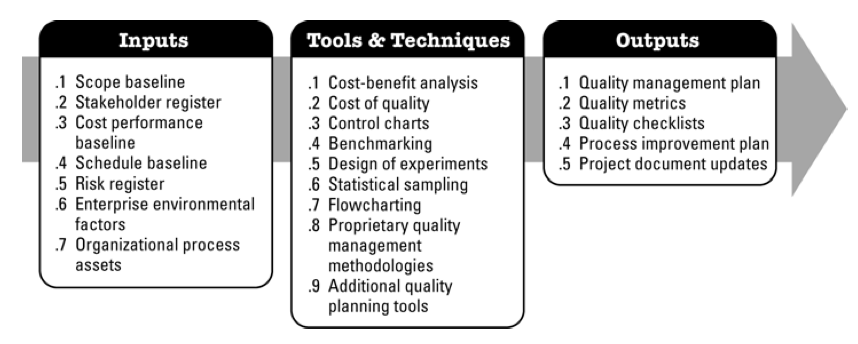 Inputs
.1 Scope baseline
.2 Stakeholder register
.3 Cost performance
baseline
.4 Schedule baseline
.5 Risk register
.6 Enterprise environmental
factors
.7 Organizational process
assets
Tools & Techniques
.1 Cost-benefit analysis
.2 Cost of quality
.3 Control charts
.4 Benchmarking
.5 Design of experiments
.6 Statistical sampling
.7 Flowcharting
.8 Proprietary quality
management
methodologies
.9 Additional quality
planning tools
Outputs
.1 Quality management plan
.2 Quality metrics
.3 Quality checklists
.4 Process improvement plan
.5 Project document updates